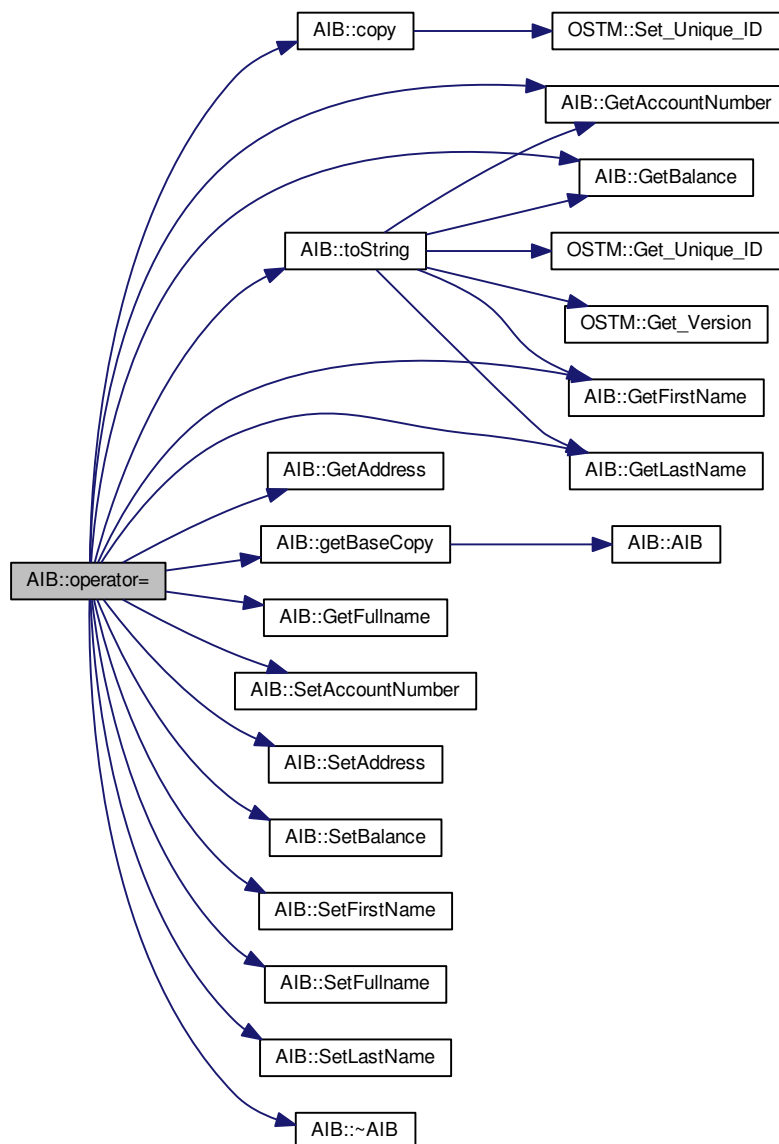 AIB::copy
OSTM::Set_Unique_ID
AIB::GetAccountNumber
AIB::GetBalance
AIB::toString
OSTM::Get_Unique_ID
OSTM::Get_Version
AIB::GetFirstName
AIB::GetAddress
AIB::GetLastName
AIB::getBaseCopy
AIB::AIB
AIB::operator=
AIB::GetFullname
AIB::SetAccountNumber
AIB::SetAddress
AIB::SetBalance
AIB::SetFirstName
AIB::SetFullname
AIB::SetLastName
AIB::~AIB